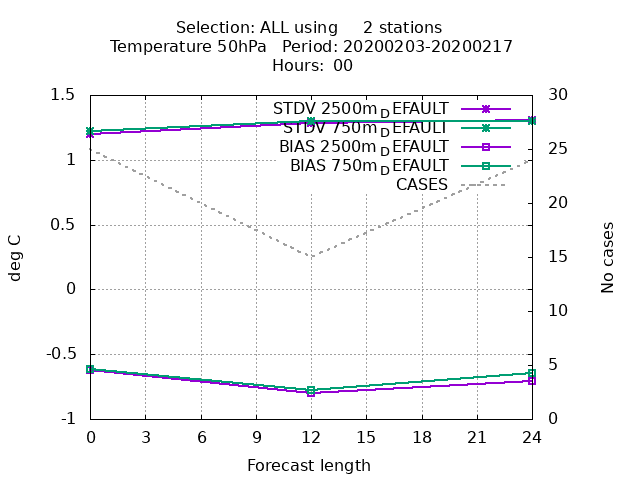 Selection: ALL using 2 stations
Temperature 50hPa Period: 20200203-20200217
Hours: 00
1.5
1
0.5
0
-0.5
-1
deg C
STDV 2500m_DEFAULT
STDV 750m_DEFAULT
BIAS 2500m_DEFAULT
BIAS 750m_DEFAULT
CASES
30
25
20
15
10
5
0
No cases
0 3 6 9 12 15 18 21 24
Forecast length